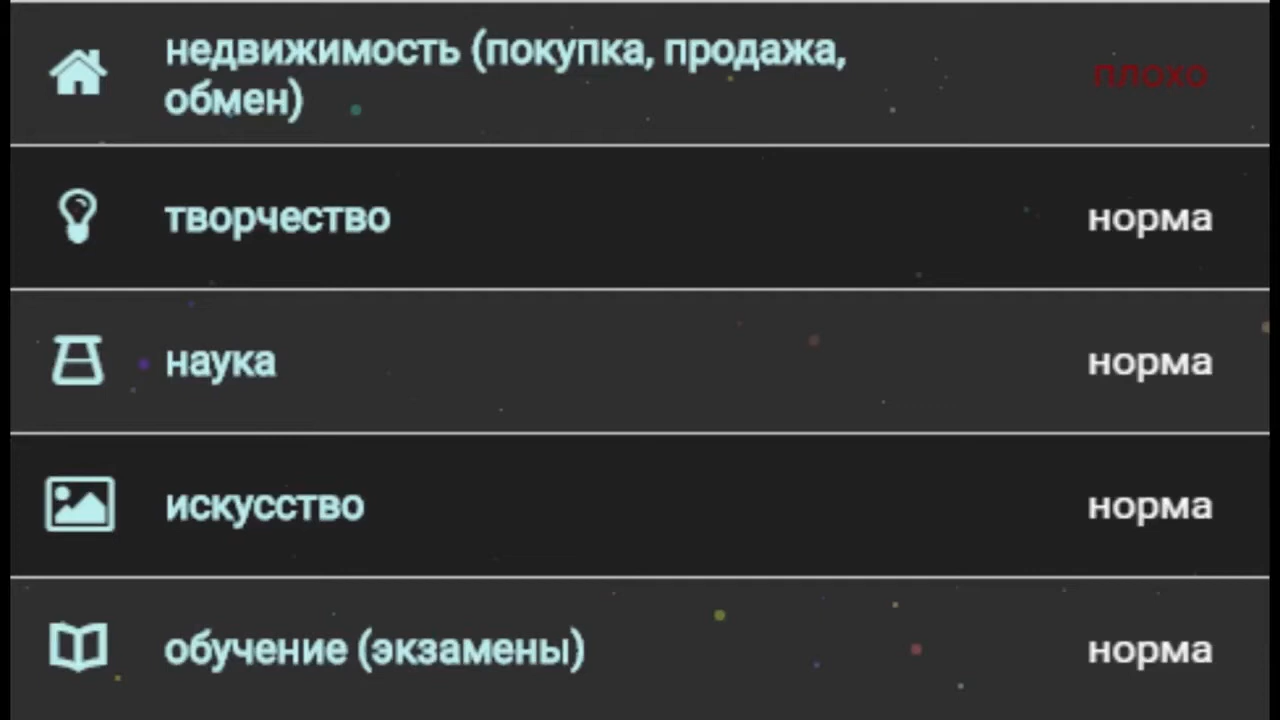 недвижимость (покупка, продажа,
обмен)
плохо
творчество норма
наука норма
искусство норма
обучение (экзамены) норма